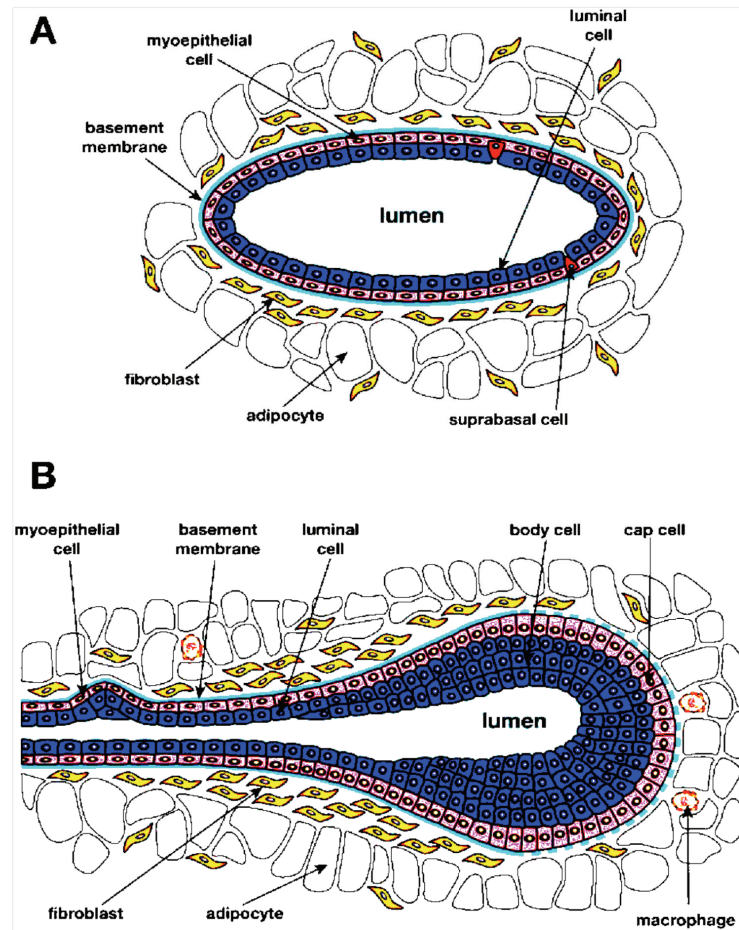 A
luminal
cell
myoepithelial
cell
basement
membrane
lumen
fibroblast
adipocyte
suprabasal cell
B
myoepithelial
cell
basement
membrane
luminal
cell
body cell
cap cell
lumen
fibroblast
adipocyte
macrophage